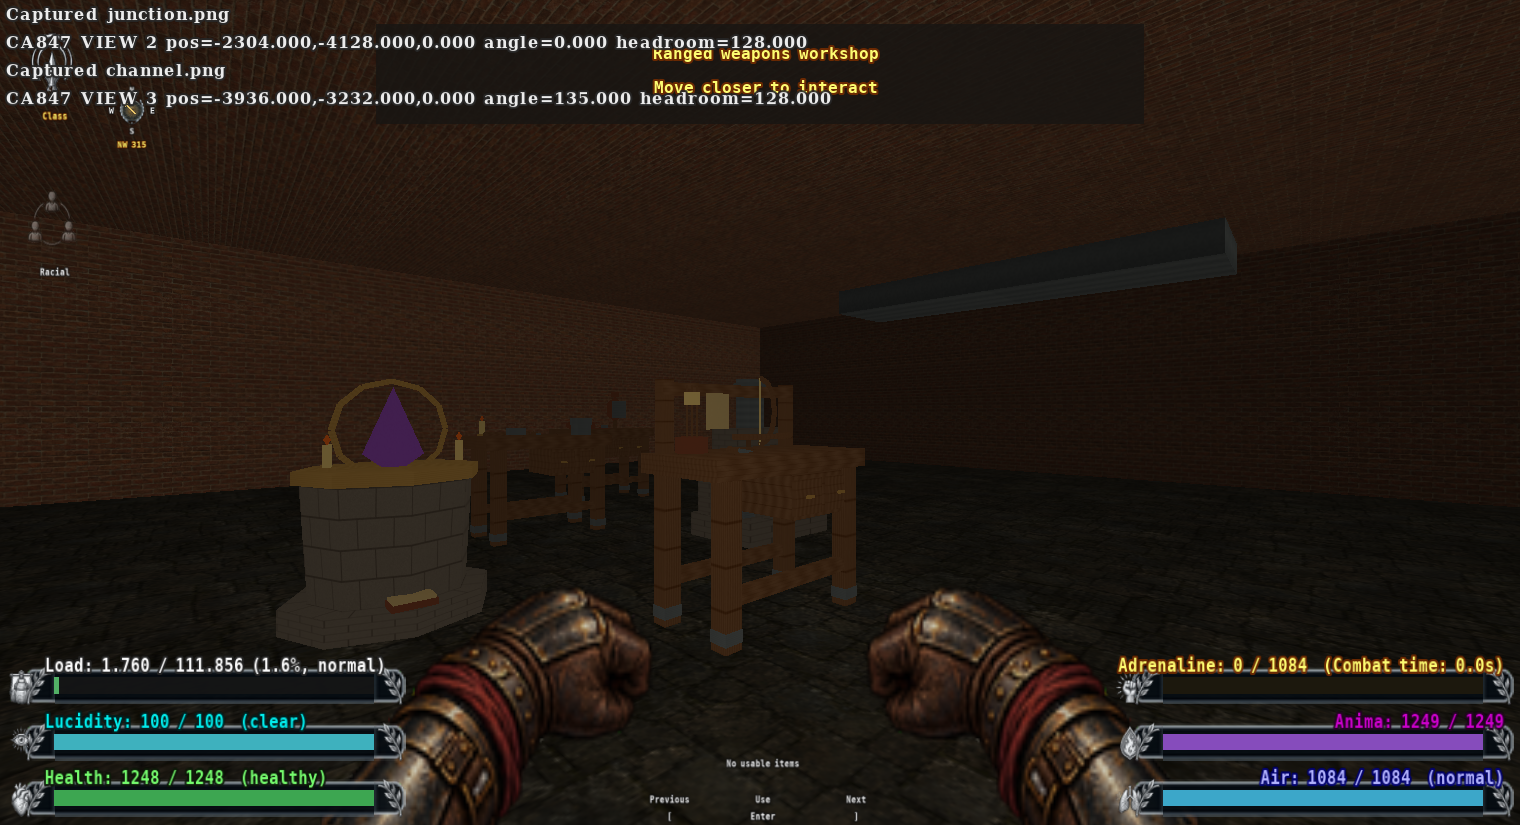 Captured junction.png
CA847 VIEW 2 pos=-2304.000,-4128.000,0.000 angle=0.000 headroom=128.000
Ranged weapons workshop
Captured channel.png
Move closer to interact
CA847 VIEW 3 pos=-3936.000,-3232.000,0.000 angle=135.000 headroom=128.000
W E
Class
S
NW 315
Racial
Load: 1.760 / 111.856 (1.6%, normal)
Adrenaline: 0 / 1084 (Combat time: 0.0s)
Lucidity: 100 / 100 (clear)
Anima: 1249 / 1249
No usable items
Health: 1248 / 1248 (healthy)
Air: 1084 / 1084 (normal)
Previous Use Next
[ Enter ]